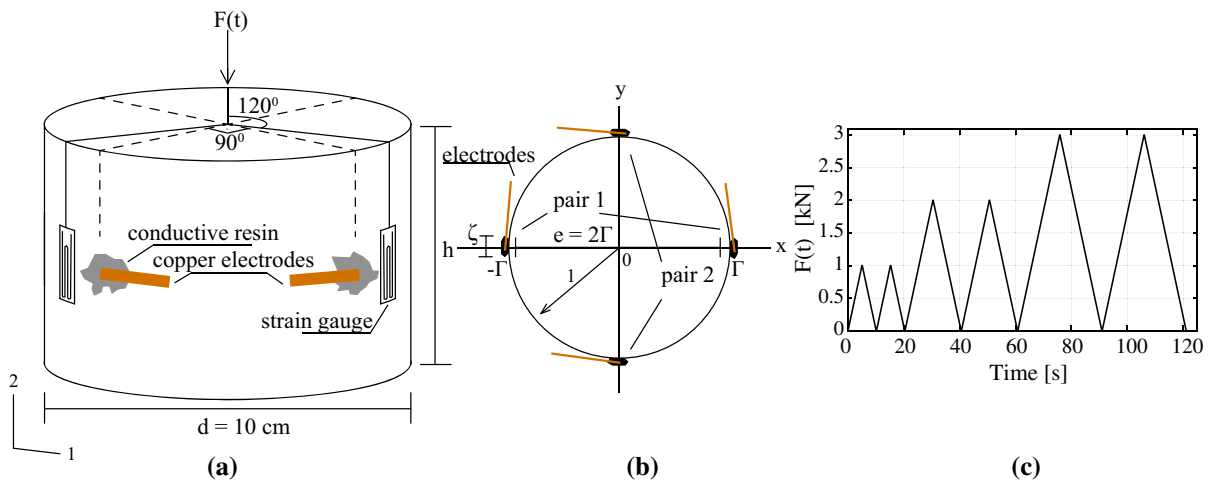 F(t)
120⁰
90⁰
conductive resin
copper electrodes
strain gauge
h
2
1
d = 10 cm
(a)
y
electrodes
pair 1
ζ
e = 2Γ
x
-Γ
0
Γ
1
pair 2
(b)
3
2.5
2
1.5
1
0.5
0
F(t) [kN]
0 20 40 60 80 100 120
Time [s]
(c)